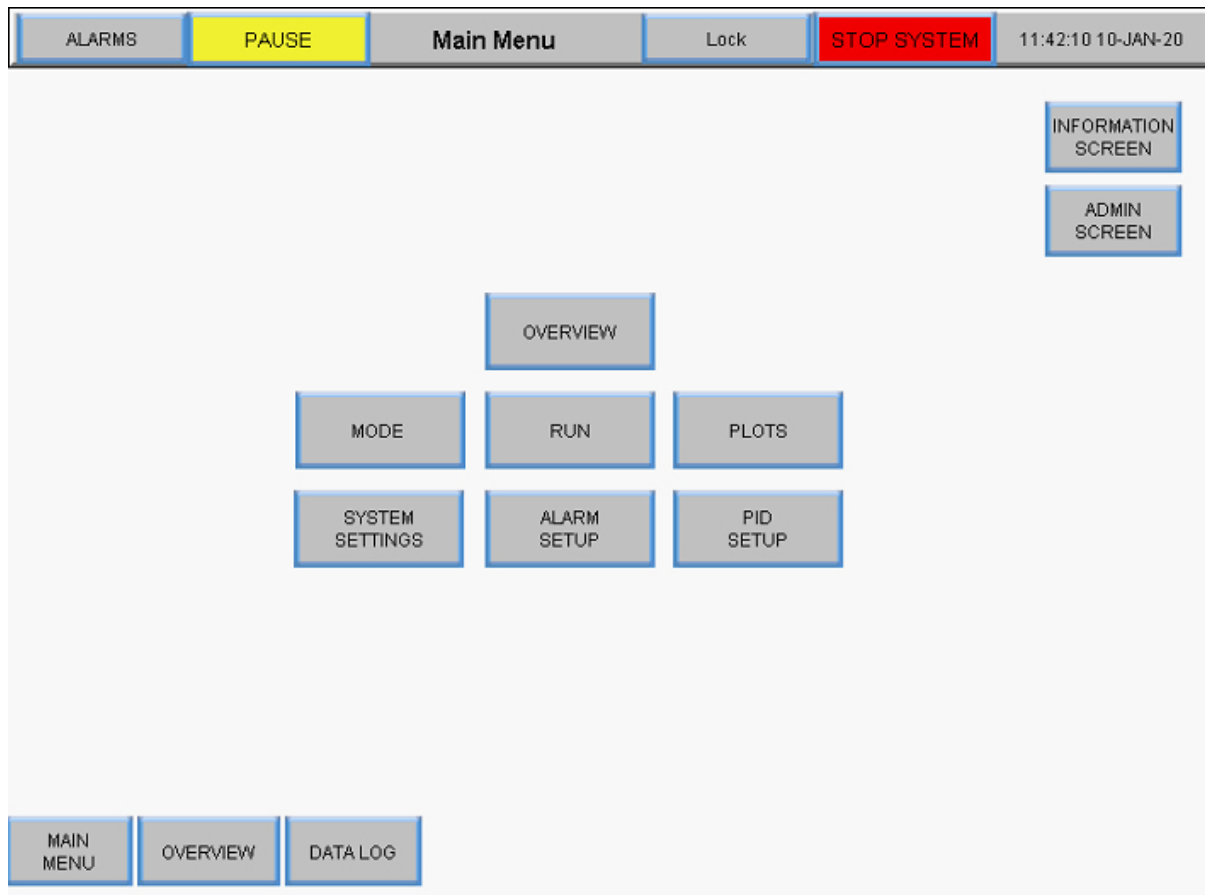 ALARMS PAUSE Main Menu Lock STOP SYSTEM 11:42:10 10-JAN-20
INFORMATION
SCREEN
ADMIN
SCREEN
OVERVIEW
MODE RUN PLOTS
SYSTEM
SETTINGS
ALARM
SETUP
PID
SETUP
MAIN
MENU
OVERVIEW
DATA LOG